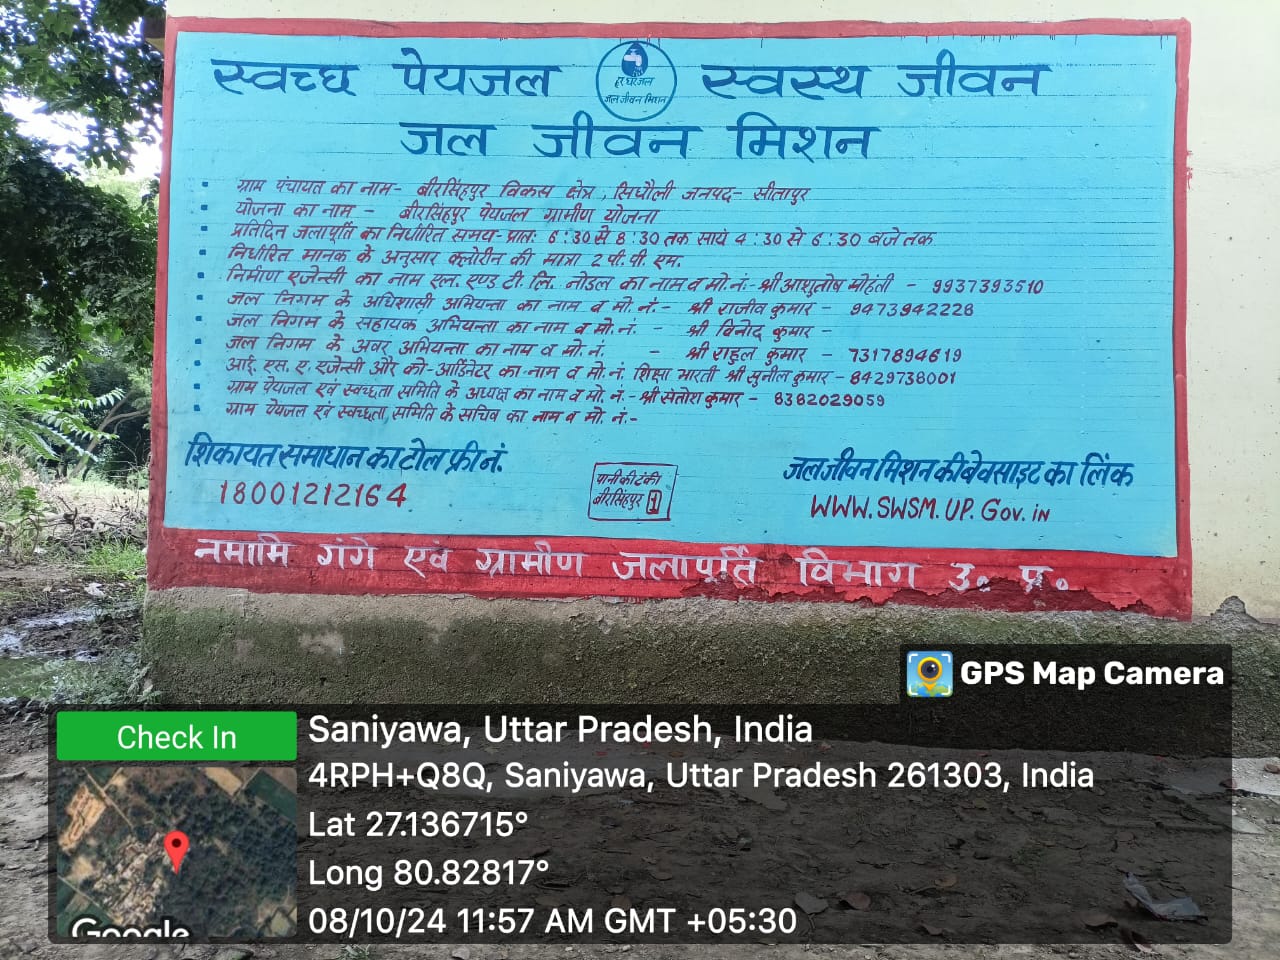 स्वच्छ पेयजल
हर घर जल
जल जीवन मिशन
स्वस्थ जीवन
जल जीवन मिशन
ग्राम पंचायत का नाम- बीरसिंहपुर विकास क्षेत्र, सिधौली जनपद- सीतापुर
योजना का नाम - बीरसिंहपुर पेयजल ग्रामीण योजना
प्रतिदिन जलापूर्ति का निर्धारित समय- प्रातः 6:30 से 8:30 तक सायं 4:30 से 6:30 बजे तक
निर्धारित मानक के अनुसार क्लोरीन की मात्रा 2 पी. पी. एम.
निर्माण एजेन्सी का नाम एल. एण्ड टी. लि. नोडल का नाम व मो. नं:- श्री आशुतोष मोहंती - 9937393510
जल निगम के अधिशासी अभियन्ता का नाम व मो. नं.- श्री राजीव कुमार - 9473942228
जल निगम के सहायक अभियन्ता का नाम व मो. नं. - श्री विनोद कुमार -
जल निगम के अवर अभियन्ता का नाम व मो. नं. - श्री राहुल कुमार - 7317894619
आई. एस. ए. एजेन्सी और को-आर्डिनेटर का नाम व मो. नं. शिक्षा भारती श्री सुनील कुमार - 8429738001
ग्राम पेयजल एवं स्वच्छता समिति के अध्यक्ष का नाम व मो. नं.- श्री संतोश कुमार - 8382029059
ग्राम पेयजल एवं स्वच्छता समिति के सचिव का नाम व मो. नं.-
शिकायत समाधान का टोल फ्री नं.
18001212164
पानी की टंकी
बीरसिंहपुर 1
जल जीवन मिशन की बेवसाइट का लिंक
WWW.SWSM.UP.Gov.iN
नमामि गंगे एवं ग्रामीण जलापूर्ति विभाग उ० प्र०
GPS Map Camera
Check In
Saniyawa, Uttar Pradesh, India
4RPH+Q8Q, Saniyawa, Uttar Pradesh 261303, India
Lat 27.136715°
Long 80.82817°
08/10/24 11:57 AM GMT +05:30
Google